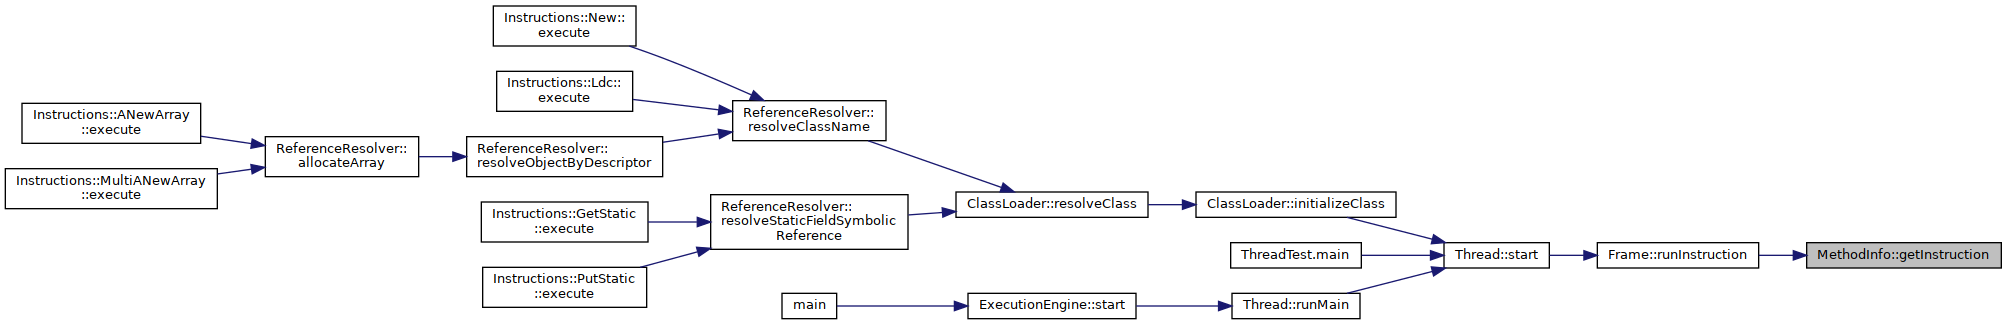 Instructions::New::
execute
Instructions::Ldc::
execute
Instructions::ANewArray
::execute
Instructions::MultiANewArray
::execute
ReferenceResolver::
allocateArray
ReferenceResolver::
resolveObjectByDescriptor
ReferenceResolver::
resolveClassName
Instructions::GetStatic
::execute
Instructions::PutStatic
::execute
ReferenceResolver::
resolveStaticFieldSymbolic
Reference
ClassLoader::resolveClass
ClassLoader::initializeClass
ThreadTest.main
Thread::start
Frame::runInstruction
MethodInfo::getInstruction
main
ExecutionEngine::start
Thread::runMain